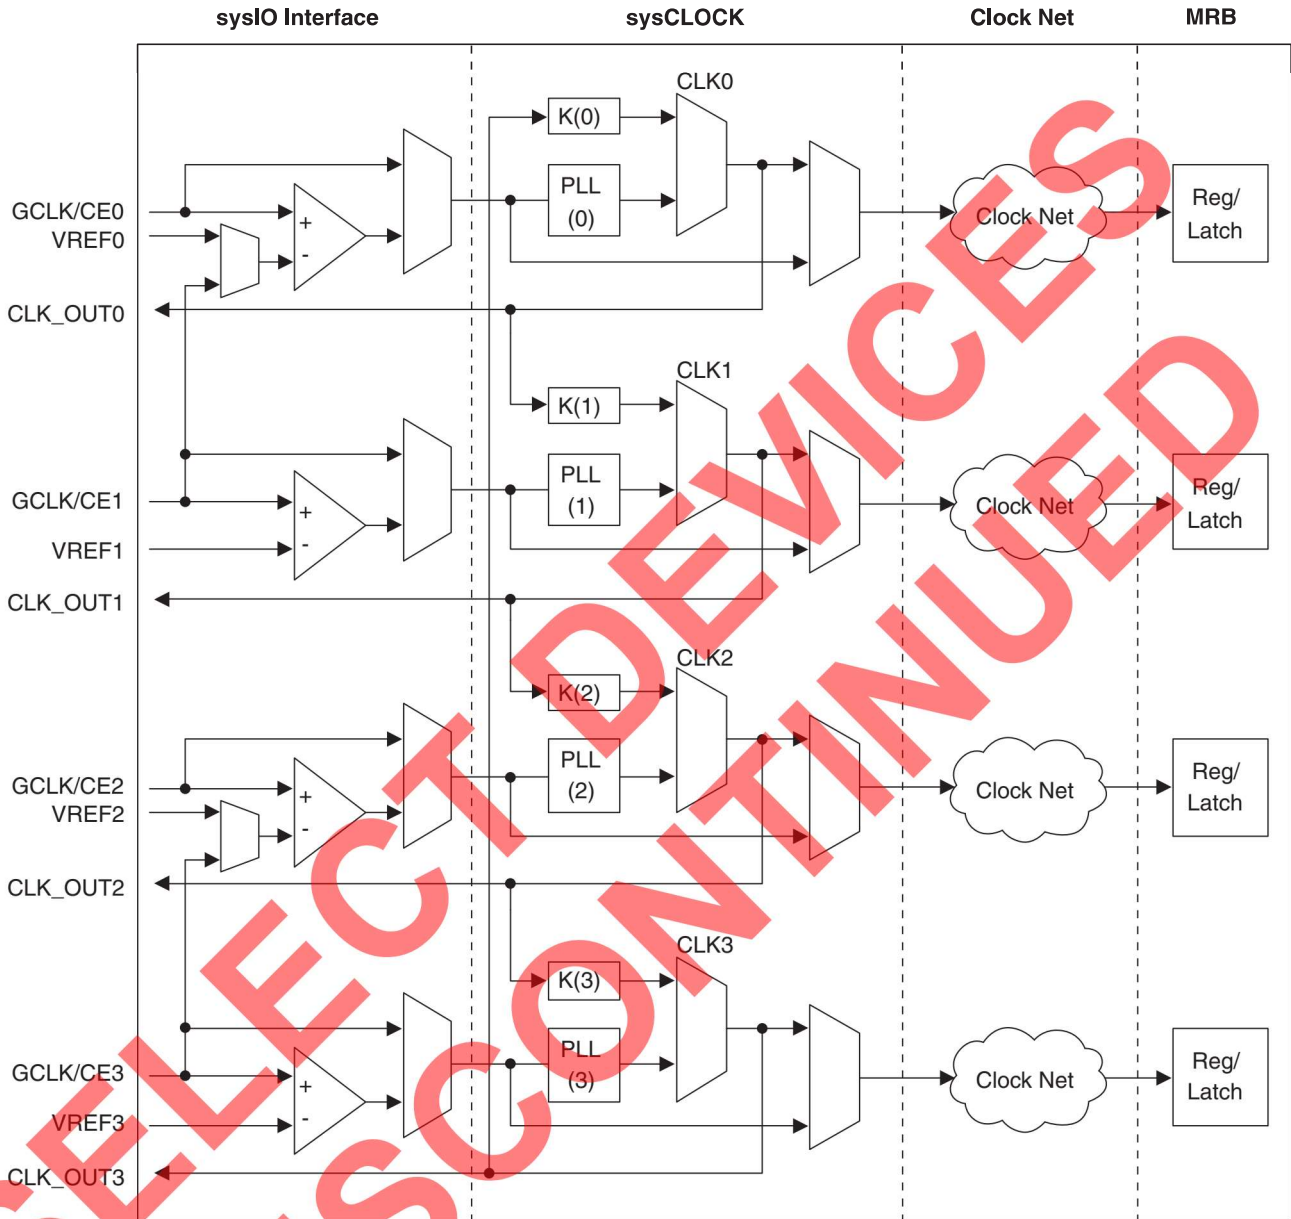 sysIO Interface sysCLOCK Clock Net MRB
CLK0
K(0)
PLL
(0)
GCLK/CE0
VREF0
+
-
Clock Net
Reg/
Latch
CLK_OUT0
CLK1
K(1)
PLL
(1)
GCLK/CE1
+
-
VREF1
Clock Net
Reg/
Latch
CLK_OUT1
CLK2
K(2)
PLL
(2)
GCLK/CE2
VREF2
+
-
Clock Net
Reg/
Latch
CLK_OUT2
CLK3
K(3)
PLL
(3)
GCLK/CE3
+
-
VREF3
Clock Net
Reg/
Latch
CLK_OUT3
SELECT DEVICES
SCONTINUED